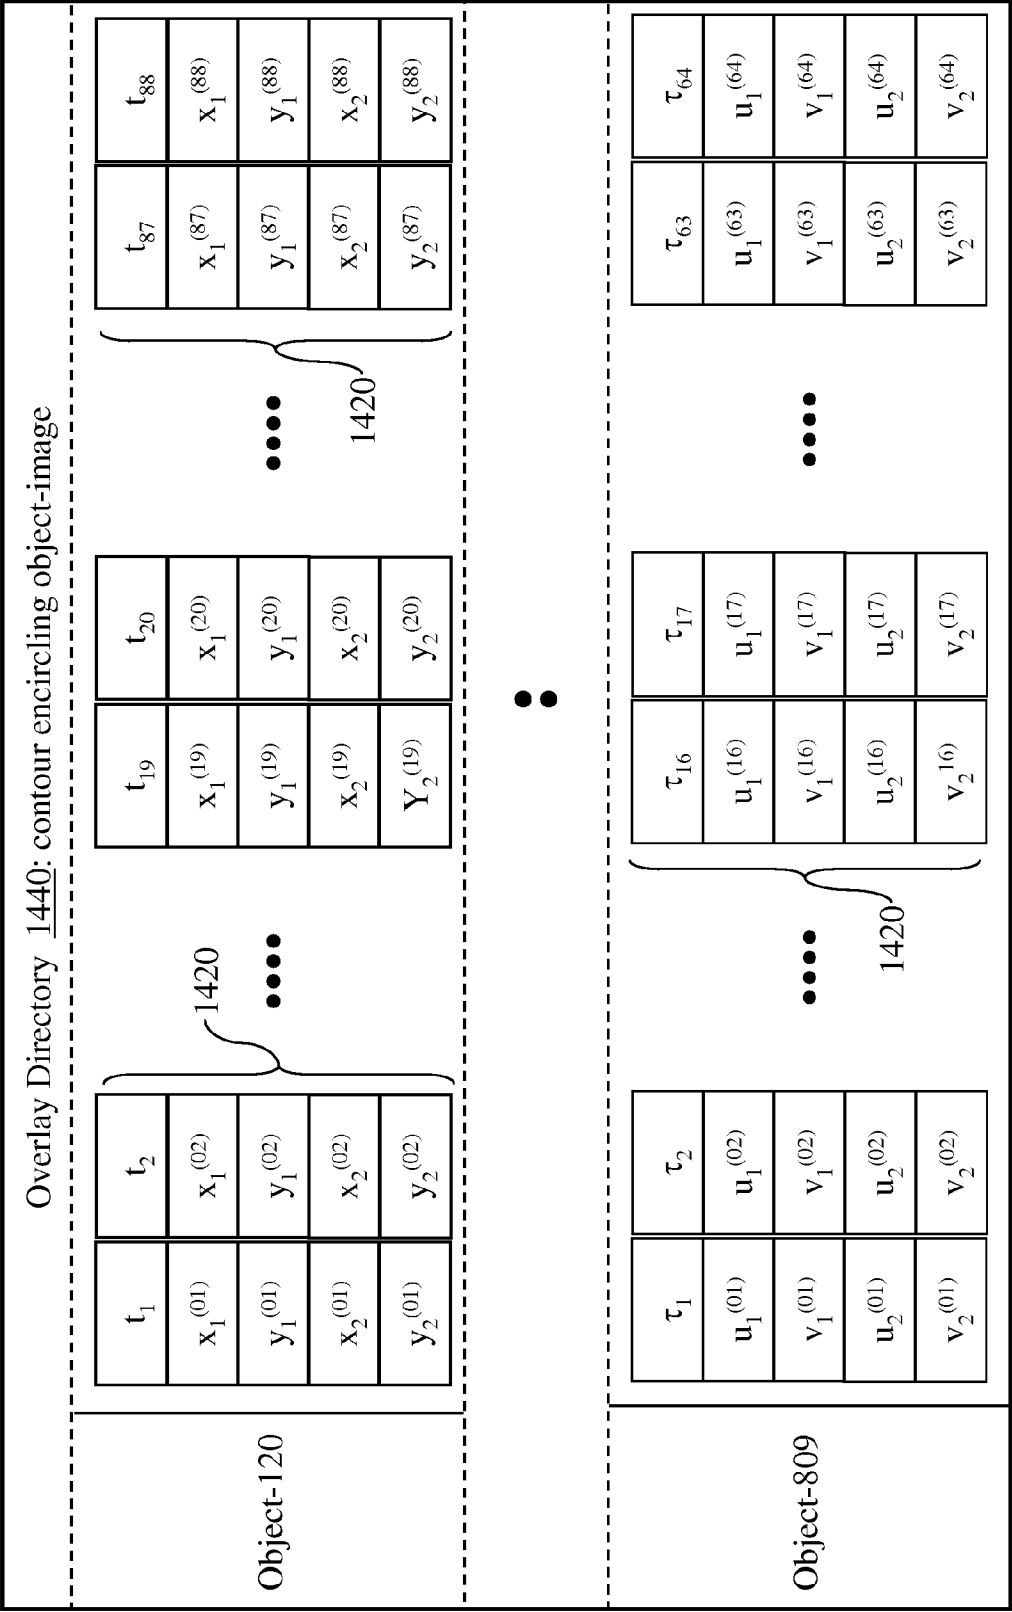 Overlay Directory 1440: contour encircling object-image
Object-120
t₁ t₂ t₁₉ t₂₀ t₈₇ t₈₈
x₁⁽⁰¹⁾ x₁⁽⁰²⁾ x₁⁽¹⁹⁾ x₁⁽²⁰⁾ x₁⁽⁸⁷⁾ x₁⁽⁸⁸⁾
y₁⁽⁰¹⁾ y₁⁽⁰²⁾ y₁⁽¹⁹⁾ y₁⁽²⁰⁾ y₁⁽⁸⁷⁾ y₁⁽⁸⁸⁾
x₂⁽⁰¹⁾ x₂⁽⁰²⁾ x₂⁽¹⁹⁾ x₂⁽²⁰⁾ x₂⁽⁸⁷⁾ x₂⁽⁸⁸⁾
y₂⁽⁰¹⁾ y₂⁽⁰²⁾ Y₂⁽¹⁹⁾ y₂⁽²⁰⁾ y₂⁽⁸⁷⁾ y₂⁽⁸⁸⁾
1420
1420
Object-809
τ₁ τ₂ τ₁₆ τ₁₇ τ₆₃ τ₆₄
u₁⁽⁰¹⁾ u₁⁽⁰²⁾ u₁⁽¹⁶⁾ u₁⁽¹⁷⁾ u₁⁽⁶³⁾ u₁⁽⁶⁴⁾
v₁⁽⁰¹⁾ v₁⁽⁰²⁾ v₁⁽¹⁶⁾ v₁⁽¹⁷⁾ v₁⁽⁶³⁾ v₁⁽⁶⁴⁾
u₂⁽⁰¹⁾ u₂⁽⁰²⁾ u₂⁽¹⁶⁾ u₂⁽¹⁷⁾ u₂⁽⁶³⁾ u₂⁽⁶⁴⁾
v₂⁽⁰¹⁾ v₂⁽⁰²⁾ v₂¹⁶⁾ v₂⁽¹⁷⁾ v₂⁽⁶³⁾ v₂⁽⁶⁴⁾
1420